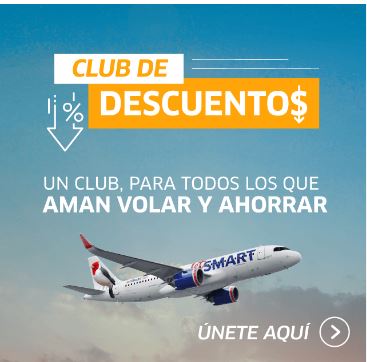 CLUB DE
%
DESCUENTO$
UN CLUB, PARA TODOS LOS QUE
AMAN VOLAR Y AHORRAR
JetSMART
ÚNETE AQUÍ >